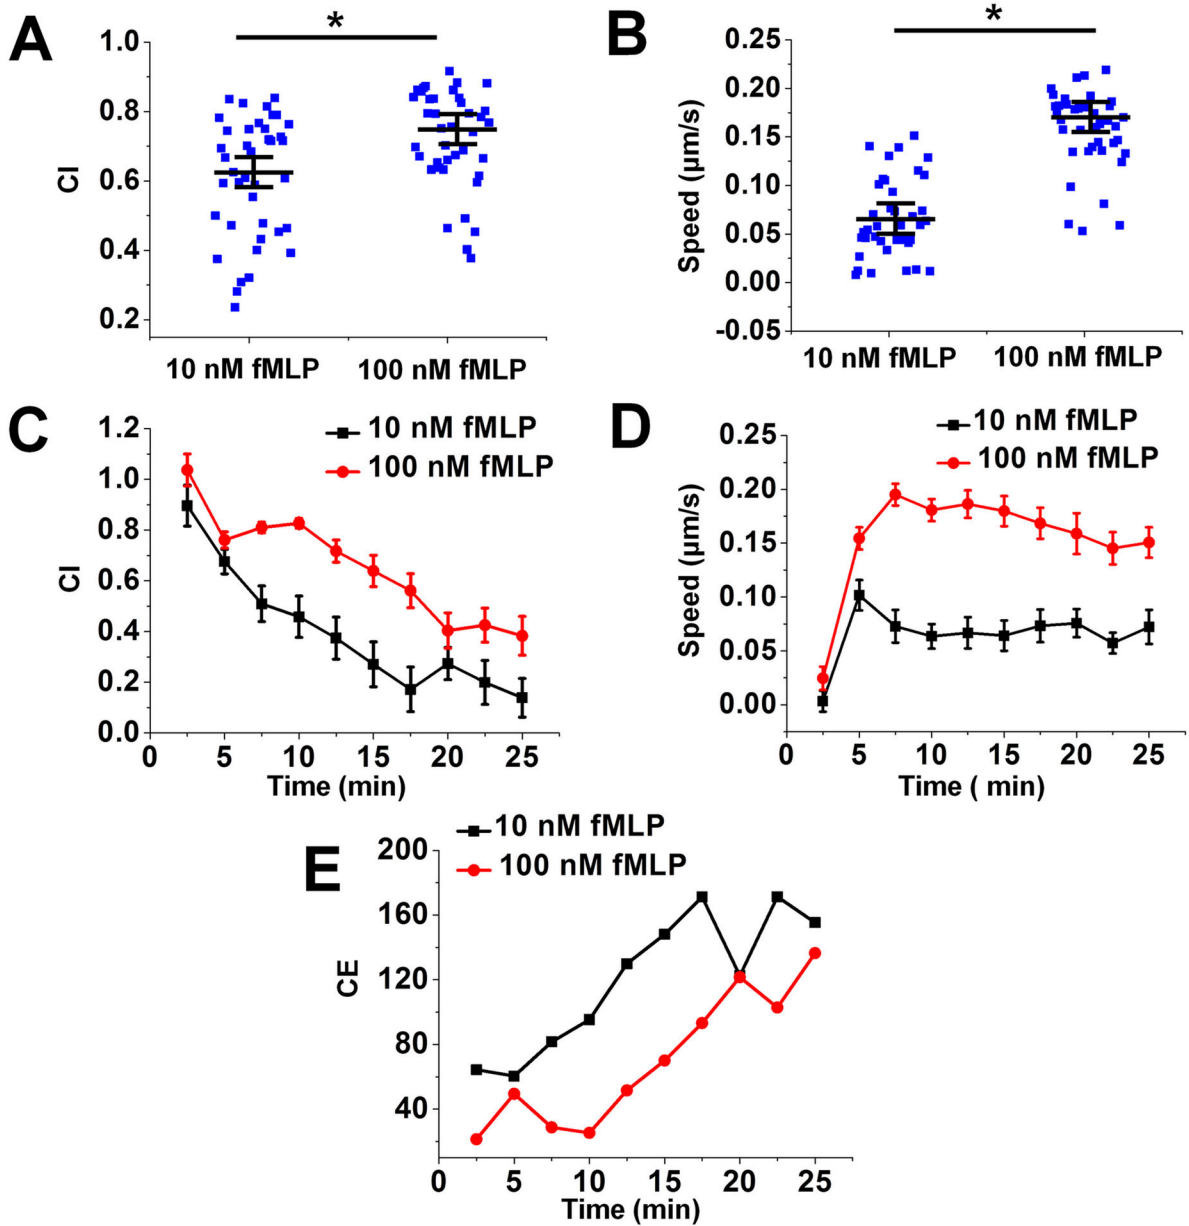 A
*
CI
1.0
0.8
0.6
0.4
0.2
10 nM fMLP
100 nM fMLP
B
*
Speed (µm/s)
0.25
0.20
0.15
0.10
0.05
0.00
-0.05
10 nM fMLP
100 nM fMLP
C
10 nM fMLP
100 nM fMLP
CI
1.2
1.0
0.8
0.6
0.4
0.2
0.0
0 5 10 15 20 25
Time (min)
D
10 nM fMLP
100 nM fMLP
Speed (µm/s)
0.25
0.20
0.15
0.10
0.05
0.00
0 5 10 15 20 25
Time ( min)
E
10 nM fMLP
100 nM fMLP
CE
200
160
120
80
40
0 5 10 15 20 25
Time (min)